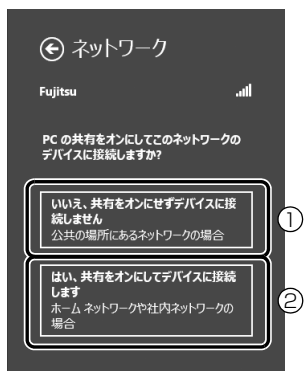 ネットワーク
Fujitsu
PC の共有をオンにしてこのネットワークの
デバイスに接続しますか?
いいえ、共有をオンにせずデバイスに接
続しません
公共の場所にあるネットワークの場合
①
はい、共有をオンにしてデバイスに接続
します
ホーム ネットワークや社内ネットワークの
場合
②